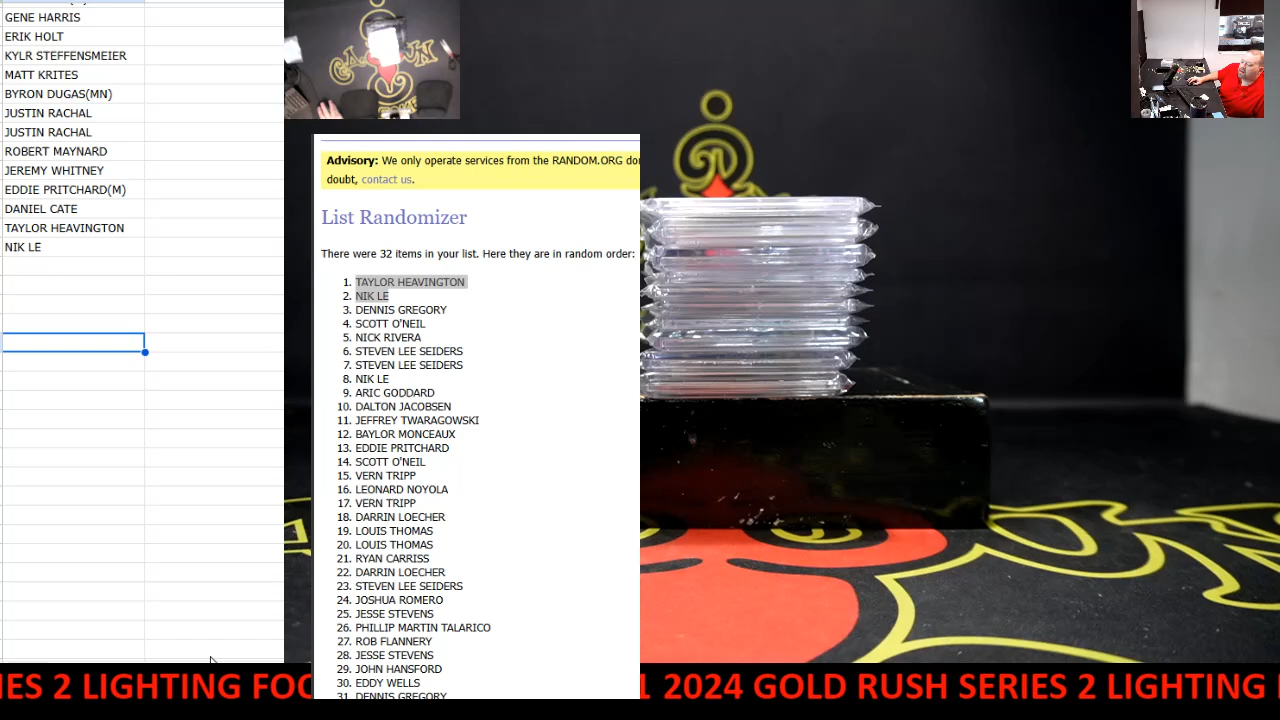 GENE HARRIS
ERIK HOLT
KYLR STEFFENSMEIER
MATT KRITES
BYRON DUGAS(MN)
JUSTIN RACHAL
JUSTIN RACHAL
ROBERT MAYNARD
JEREMY WHITNEY
EDDIE PRITCHARD(M)
DANIEL CATE
TAYLOR HEAVINGTON
NIK LE
Advisory: We only operate services from the RANDOM.ORG
doubt, contact us.
List Randomizer
There were 32 items in your list. Here they are in random order:
1. TAYLOR HEAVINGTON
2. NIK LE
3. DENNIS GREGORY
4. SCOTT O'NEIL
5. NICK RIVERA
6. STEVEN LEE SEIDERS
7. STEVEN LEE SEIDERS
8. NIK LE
9. ARIC GODDARD
10. DALTON JACOBSEN
11. JEFFREY TWARAGOWSKI
12. BAYLOR MONCEAUX
13. EDDIE PRITCHARD
14. SCOTT O'NEIL
15. VERN TRIPP
16. LEONARD NOYOLA
17. VERN TRIPP
18. DARRIN LOECHER
19. LOUIS THOMAS
20. LOUIS THOMAS
21. RYAN CARRISS
22. DARRIN LOECHER
23. STEVEN LEE SEIDERS
24. JOSHUA ROMERO
25. JESSE STEVENS
26. PHILLIP MARTIN TALARICO
27. ROB FLANNERY
28. JESSE STEVENS
29. JOHN HANSFORD
30. EDDY WELLS
31. DENNIS GREGORY
IES 2 LIGHTING FOO
1 2024 GOLD RUSH SERIES 2 LIGHTING